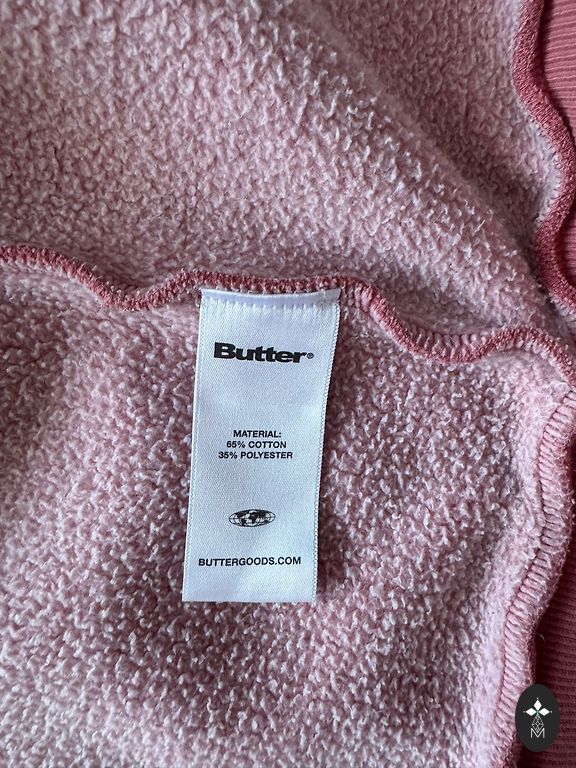 Butter®
MATERIAL:
65% COTTON
35% POLYESTER
BUTTERGOODS.COM
M